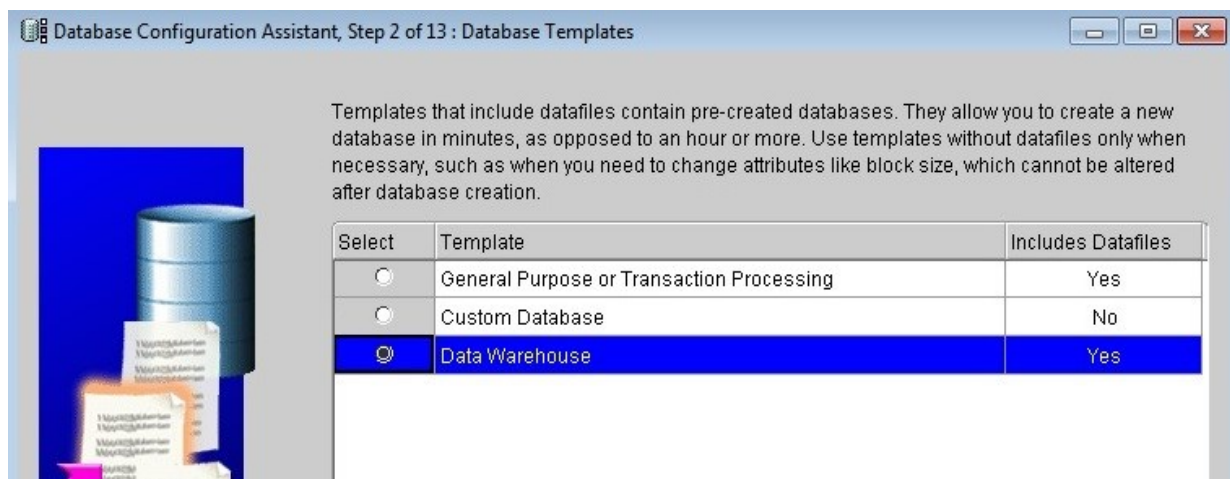 Database Configuration Assistant, Step 2 of 13 : Database Templates
Templates that include datafiles contain pre-created databases. They allow you to create a new
database in minutes, as opposed to an hour or more. Use templates without datafiles only when
necessary, such as when you need to change attributes like block size, which cannot be altered
after database creation.
Select Template Includes Datafiles
General Purpose or Transaction Processing Yes
Custom Database No
Data Warehouse Yes